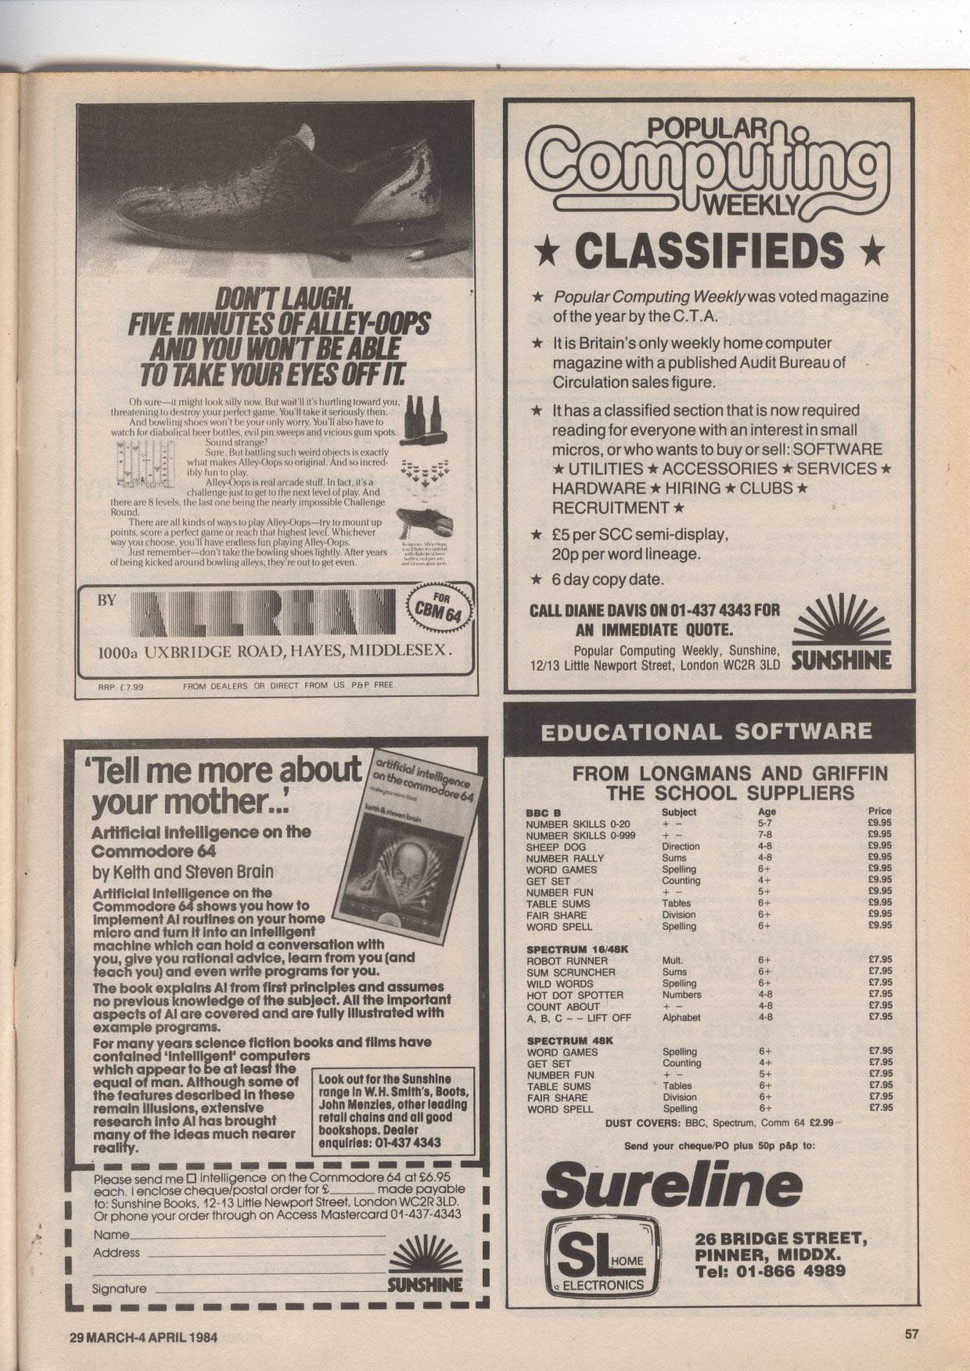 DON'T LAUGH.
FIVE MINUTES OF ALLEY-OOPS
AND YOU WON'T BE ABLE
TO TAKE YOUR EYES OFF IT.
Oh sure—it might look silly now. But wait'll it's hurtling toward you,
threatening to destroy your perfect game. You'll take it seriously then.
And bowling shoes won't be your only worry. You'll also have to
watch for diabolical beer bottles, evil pin sweeps and vicious gum spots.
Sound strange?
Sure. But battling such weird objects is exactly
what makes Alley-Oops so original. And so incred-
ibly fun to play.
Alley-Oops is real arcade stuff. In fact, it's a
challenge just to get to the next level of play. And
there are 8 levels, the last one being the nearly impossible Challenge
Round.
There are all kinds of ways to play Alley-Oops—try to mount up
points, score a perfect game or reach that highest level. Whichever
way you choose, you'll have endless fun playing Alley-Oops.
Just remember—don't take the bowling shoes lightly. After years
of being kicked around bowling alleys, they're out to get even.
BY ALLRIAN
FOR
CBM 64
1000a UXBRIDGE ROAD, HAYES, MIDDLESEX.
RRP £7.99 FROM DEALERS OR DIRECT FROM US P&P FREE
'Tell me more about
your mother...'
Artificial Intelligence on the
Commodore 64
by Keith and Steven Brain
artificial intelligence
on the commodore 64
keith & steven brain
Artificial Intelligence on the
Commodore 64 shows you how to
implement AI routines on your home
micro and turn it into an intelligent
machine which can hold a conversation with
you, give you rational advice, learn from you (and
teach you) and even write programs for you.
The book explains AI from first principles and assumes
no previous knowledge of the subject. All the important
aspects of AI are covered and are fully illustrated with
example programs.
For many years science fiction books and films have
contained 'intelligent' computers
which appear to be at least the
equal of man. Although some of
the features described in these
remain illusions, extensive
research into AI has brought
many of the ideas much nearer
reality.
Look out for the Sunshine
range in W.H. Smith's, Boots,
John Menzies, other leading
retail chains and all good
bookshops. Dealer
enquiries: 01-437 4343
Please send me □ Intelligence on the Commodore 64 at £6.95
each. I enclose cheque/postal order for £______ made payable
to: Sunshine Books, 12-13 Little Newport Street, London WC2R 3LD.
Or phone your order through on Access Mastercard 01-437-4343
Name
Address
Signature
SUNSHINE
29 MARCH-4 APRIL 1984
POPULAR
Computing
WEEKLY
★ CLASSIFIEDS ★
★ Popular Computing Weekly was voted magazine
of the year by the C.T.A.
★ It is Britain's only weekly home computer
magazine with a published Audit Bureau of
Circulation sales figure.
★ It has a classified section that is now required
reading for everyone with an interest in small
micros, or who wants to buy or sell: SOFTWARE
★ UTILITIES ★ ACCESSORIES ★ SERVICES ★
HARDWARE ★ HIRING ★ CLUBS ★
RECRUITMENT ★
★ £5 per SCC semi-display,
20p per word lineage.
★ 6 day copy date.
CALL DIANE DAVIS ON 01-437 4343 FOR
AN IMMEDIATE QUOTE.
Popular Computing Weekly, Sunshine,
12/13 Little Newport Street, London WC2R 3LD
SUNSHINE
EDUCATIONAL SOFTWARE
FROM LONGMANS AND GRIFFIN
THE SCHOOL SUPPLIERS
BBC B Subject Age Price
NUMBER SKILLS 0-20 + − 5-7 £9.95
NUMBER SKILLS 0-999 + − 7-8 £9.95
SHEEP DOG Direction 4-8 £9.95
NUMBER RALLY Sums 4-8 £9.95
WORD GAMES Spelling 6+ £9.95
GET SET Counting 4+ £9.95
NUMBER FUN + − 5+ £9.95
TABLE SUMS Tables 6+ £9.95
FAIR SHARE Division 6+ £9.95
WORD SPELL Spelling 6+ £9.95
SPECTRUM 16/48K
ROBOT RUNNER Mult. 6+ £7.95
SUM SCRUNCHER Sums 6+ £7.95
WILD WORDS Spelling 6+ £7.95
HOT DOT SPOTTER Numbers 4-8 £7.95
COUNT ABOUT + − 4-8 £7.95
A, B, C − − LIFT OFF Alphabet 4-8 £7.95
SPECTRUM 48K
WORD GAMES Spelling 6+ £7.95
GET SET Counting 4+ £7.95
NUMBER FUN + − 5+ £7.95
TABLE SUMS Tables 6+ £7.95
FAIR SHARE Division 6+ £7.95
WORD SPELL Spelling 6+ £7.95
DUST COVERS: BBC, Spectrum, Comm 64 £2.99
Send your cheque/PO plus 50p p&p to:
Sureline
SL HOME
ELECTRONICS
26 BRIDGE STREET,
PINNER, MIDDX.
Tel: 01-866 4989
57